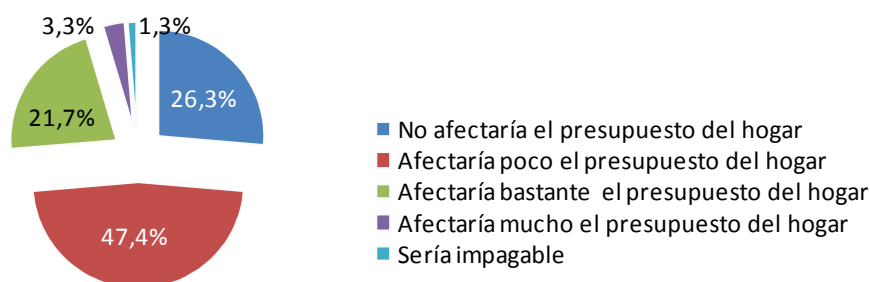 3,3%
1,3%
26,3%
21,7%
47,4%
No afectaría el presupuesto del hogar
Afectaría poco el presupuesto del hogar
Afectaría bastante el presupuesto del hogar
Afectaría mucho el presupuesto del hogar
Sería impagable